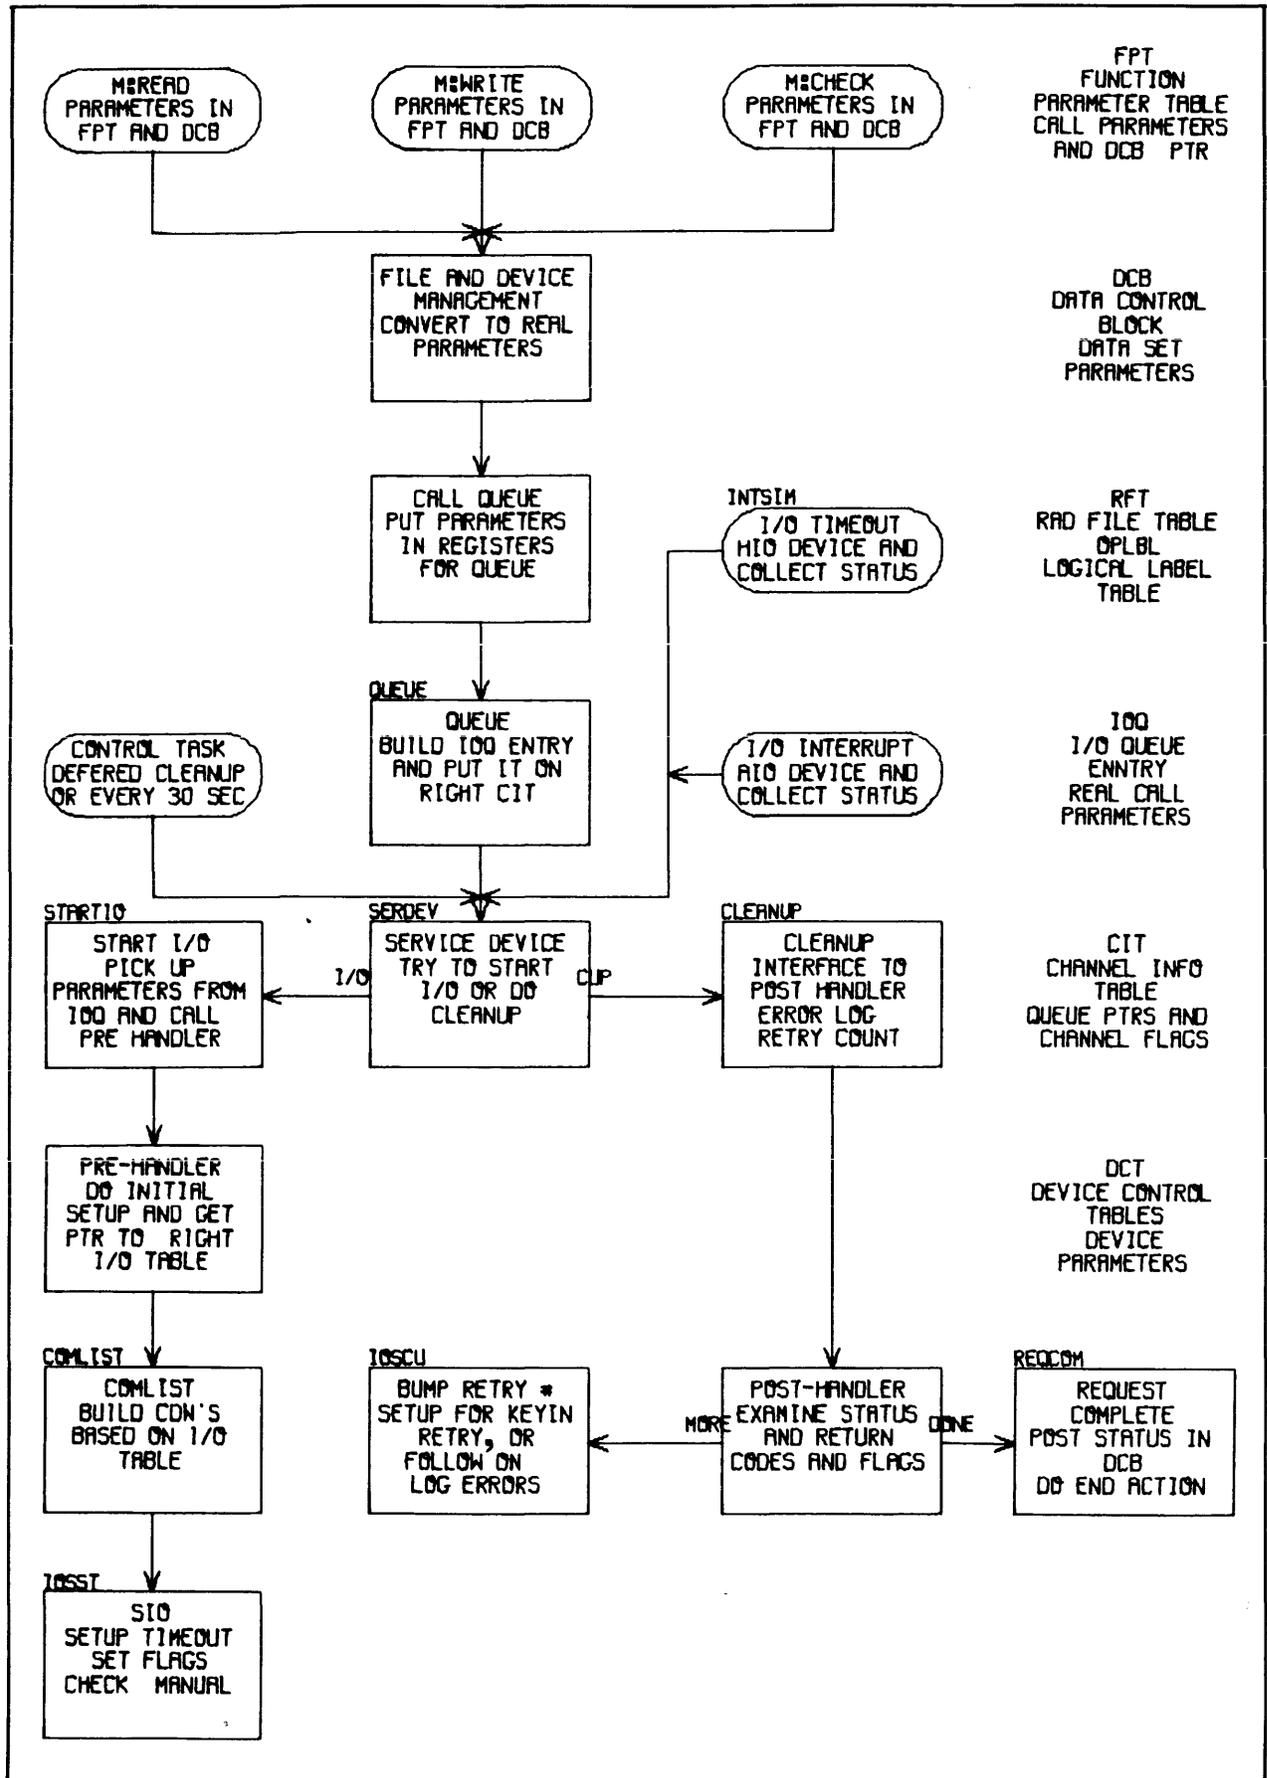 M:READ
PARAMETERS IN
FPT AND DCB
M:WRITE
PARAMETERS IN
FPT AND DCB
M:CHECK
PARAMETERS IN
FPT AND DCB
FPT
FUNCTION
PARAMETER TABLE
CALL PARAMETERS
AND DCB PTR
FILE AND DEVICE
MANAGEMENT
CONVERT TO REAL
PARAMETERS
DCB
DATA CONTROL
BLOCK
DATA SET
PARAMETERS
CALL QUEUE
PUT PARAMETERS
IN REGISTERS
FOR QUEUE
INTSIM
I/O TIMEOUT
HIO DEVICE AND
COLLECT STATUS
RFT
RAD FILE TABLE
OPLBL
LOGICAL LABEL
TABLE
CONTROL TASK
DEFERED CLEANUP
OR EVERY 30 SEC
QUEUE
QUEUE
BUILD IOQ ENTRY
AND PUT IT ON
RIGHT CIT
I/O INTERRUPT
AIO DEVICE AND
COLLECT STATUS
IOQ
I/O QUEUE
ENNTRY
REAL CALL
PARAMETERS
STARTIO
START I/O
PICK UP
PARAMETERS FROM
IOQ AND CALL
PRE HANDLER
I/O
SERDEV
SERVICE DEVICE
TRY TO START
I/O OR DO
CLEANUP
CUP
CLEANUP
CLEANUP
INTERFACE TO
POST HANDLER
ERROR LOG
RETRY COUNT
CIT
CHANNEL INFO
TABLE
QUEUE PTRS AND
CHANNEL FLAGS
PRE-HANDLER
DO INITIAL
SETUP AND GET
PTR TO RIGHT
I/O TABLE
DCT
DEVICE CONTROL
TABLES
DEVICE
PARAMETERS
COMLIST
COMLIST
BUILD CDW'S
BASED ON I/O
TABLE
IOSCU
BUMP RETRY #
SETUP FOR KEYIN
RETRY, OR
FOLLOW ON
LOG ERRORS
MORE
POST-HANDLER
EXAMINE STATUS
AND RETURN
CODES AND FLAGS
DONE
REQCOM
REQUEST
COMPLETE
POST STATUS IN
DCB
DO END ACTION
IOSST
SIO
SETUP TIMEOUT
SET FLAGS
CHECK MANUAL